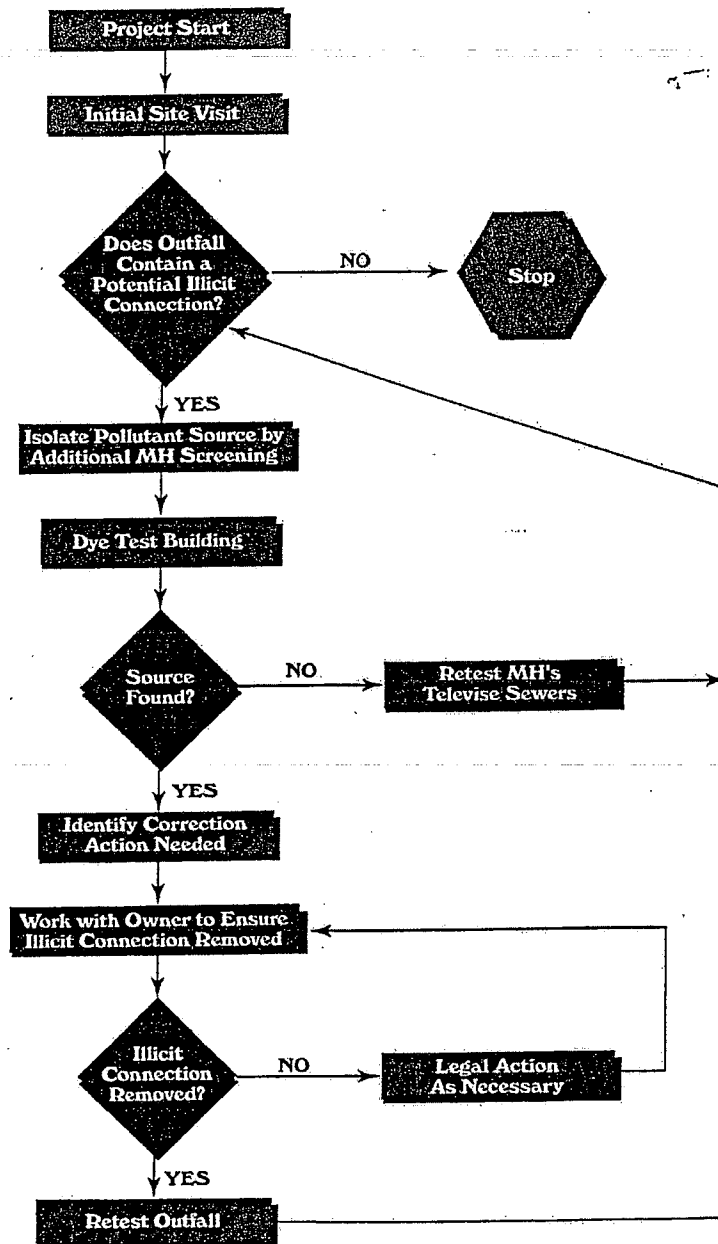 Project Start
Initial Site Visit
Does Outfall
Contain a
Potential Illicit
Connection?
NO
Stop
YES
Isolate Pollutant Source by
Additional MH Screening
Dye Test Building
Source
Found?
NO
Retest MH's
Televise Sewers
YES
Identify Correction
Action Needed
Work with Owner to Ensure
Illicit Connection Removed
Illicit
Connection
Removed?
NO
Legal Action
As Necessary
YES
Retest Outfall